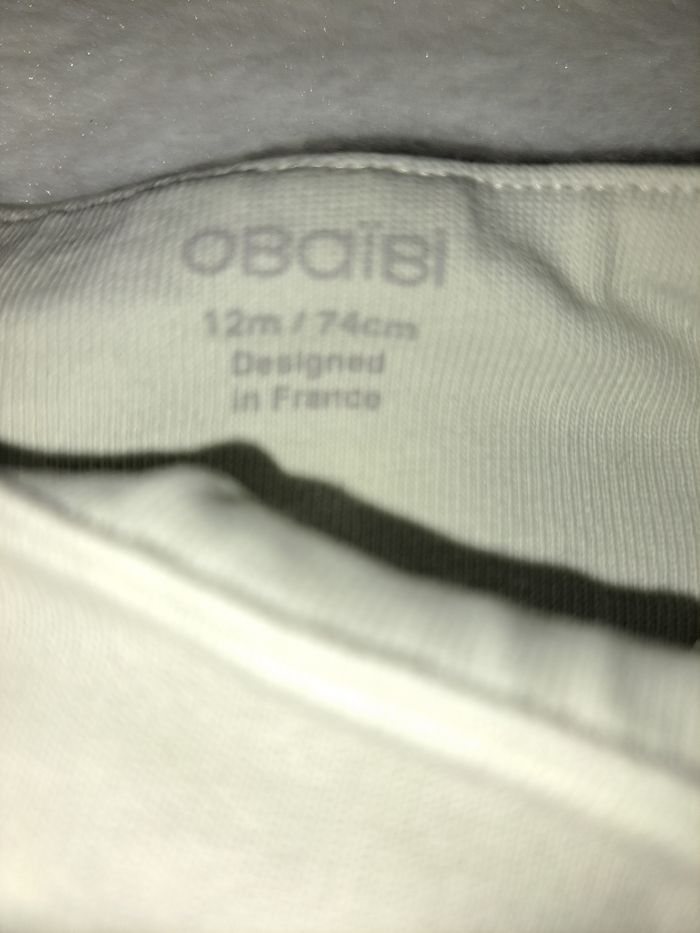 OBaïBI
12m / 74cm
Designed
in France